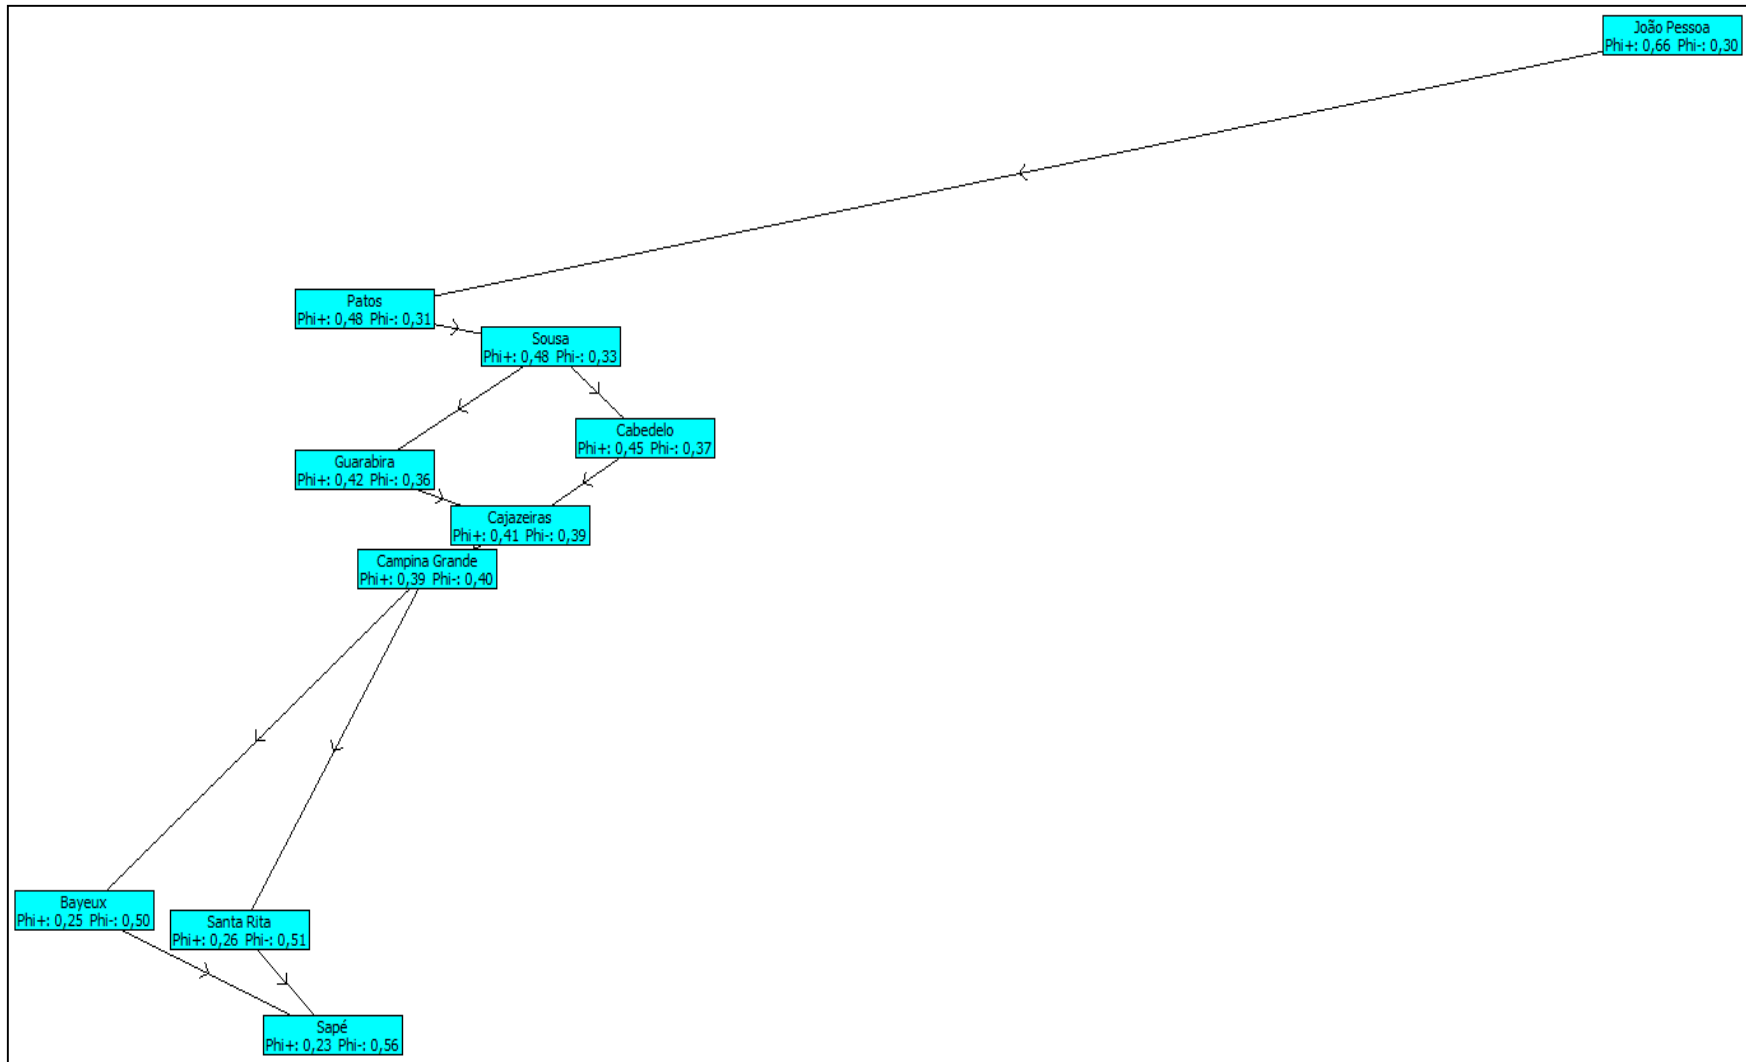 João Pessoa
Phi+: 0,66 Phi-: 0,30
Patos
Phi+: 0,48 Phi-: 0,31
Sousa
Phi+: 0,48 Phi-: 0,33
Cabedelo
Phi+: 0,45 Phi-: 0,37
Guarabira
Phi+: 0,42 Phi-: 0,36
Cajazeiras
Phi+: 0,41 Phi-: 0,39
Campina Grande
Phi+: 0,39 Phi-: 0,40
Bayeux
Phi+: 0,25 Phi-: 0,50
Santa Rita
Phi+: 0,26 Phi-: 0,51
Sapé
Phi+: 0,23 Phi-: 0,56